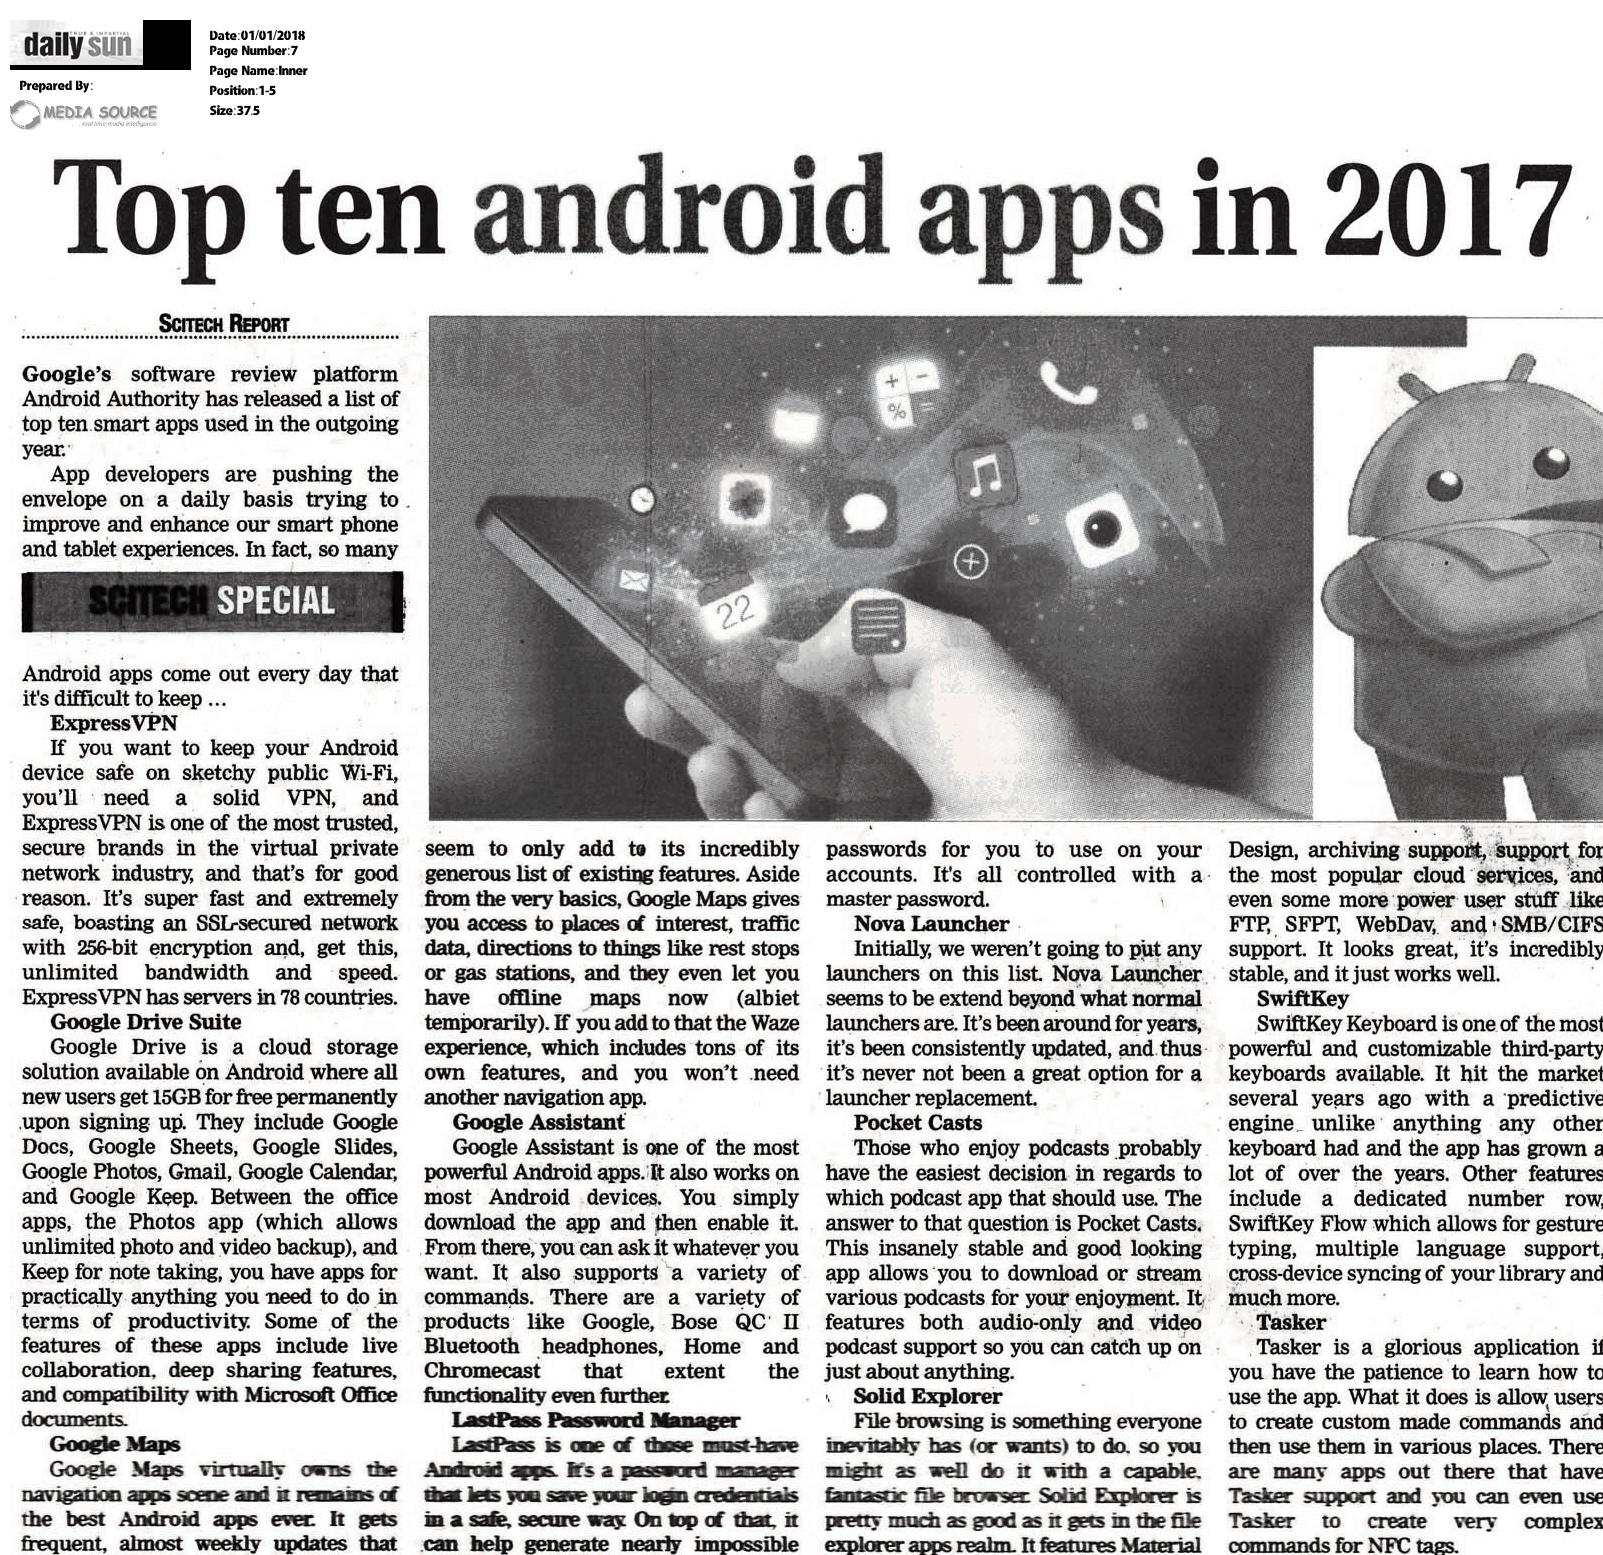 TRUE & IMPARTIAL
daily sun
Prepared By:
MEDIA SOURCE
...real time media intelligence
Date:01/01/2018
Page Number:7
Page Name:Inner
Position:1-5
Size:37.5
Top ten android apps in 2017
SCITECH REPORT
Google's software review platform
Android Authority has released a list of
top ten smart apps used in the outgoing
year.
App developers are pushing the
envelope on a daily basis trying to
improve and enhance our smart phone
and tablet experiences. In fact, so many
SCITECH SPECIAL
Android apps come out every day that
it's difficult to keep ...
ExpressVPN
If you want to keep your Android
device safe on sketchy public Wi-Fi,
you'll need a solid VPN, and
ExpressVPN is one of the most trusted,
secure brands in the virtual private
network industry, and that's for good
reason. It's super fast and extremely
safe, boasting an SSL-secured network
with 256-bit encryption and, get this,
unlimited bandwidth and speed.
ExpressVPN has servers in 78 countries.
Google Drive Suite
Google Drive is a cloud storage
solution available on Android where all
new users get 15GB for free permanently
upon signing up. They include Google
Docs, Google Sheets, Google Slides,
Google Photos, Gmail, Google Calendar,
and Google Keep. Between the office
apps, the Photos app (which allows
unlimited photo and video backup), and
Keep for note taking, you have apps for
practically anything you need to do in
terms of productivity. Some of the
features of these apps include live
collaboration, deep sharing features,
and compatibility with Microsoft Office
documents.
Google Maps
Google Maps virtually owns the
navigation apps scene and it remains of
the best Android apps ever. It gets
frequent, almost weekly updates that
22
seem to only add to its incredibly
generous list of existing features. Aside
from the very basics, Google Maps gives
you access to places of interest, traffic
data, directions to things like rest stops
or gas stations, and they even let you
have offline maps now (albiet
temporarily). If you add to that the Waze
experience, which includes tons of its
own features, and you won't need
another navigation app.
Google Assistant
Google Assistant is one of the most
powerful Android apps. It also works on
most Android devices. You simply
download the app and then enable it.
From there, you can ask it whatever you
want. It also supports a variety of
commands. There are a variety of
products like Google, Bose QC II
Bluetooth headphones, Home and
Chromecast that extent the
functionality even further.
LastPass Password Manager
LastPass is one of those must-have
Android apps. It's a password manager
that lets you save your login credentials
in a safe, secure way. On top of that, it
can help generate nearly impossible
passwords for you to use on your
accounts. It's all controlled with a
master password.
Nova Launcher
Initially, we weren't going to put any
launchers on this list. Nova Launcher
seems to be extend beyond what normal
launchers are. It's been around for years,
it's been consistently updated, and thus
it's never not been a great option for a
launcher replacement.
Pocket Casts
Those who enjoy podcasts probably
have the easiest decision in regards to
which podcast app that should use. The
answer to that question is Pocket Casts.
This insanely stable and good looking
app allows you to download or stream
various podcasts for your enjoyment. It
features both audio-only and video
podcast support so you can catch up on
just about anything.
Solid Explorer
File browsing is something everyone
inevitably has (or wants) to do, so you
might as well do it with a capable,
fantastic file browser. Solid Explorer is
pretty much as good as it gets in the file
explorer apps realm. It features Material
Design, archiving support, support for
the most popular cloud services, and
even some more power user stuff like
FTP, SFPT, WebDav, and SMB/CIFS
support. It looks great, it's incredibly
stable, and it just works well.
SwiftKey
SwiftKey Keyboard is one of the most
powerful and customizable third-party
keyboards available. It hit the market
several years ago with a predictive
engine unlike anything any other
keyboard had and the app has grown a
lot of over the years. Other features
include a dedicated number row,
SwiftKey Flow which allows for gesture
typing, multiple language support,
cross-device syncing of your library and
much more.
Tasker
Tasker is a glorious application if
you have the patience to learn how to
use the app. What it does is allow users
to create custom made commands and
then use them in various places. There
are many apps out there that have
Tasker support and you can even use
Tasker to create very complex
commands for NFC tags.